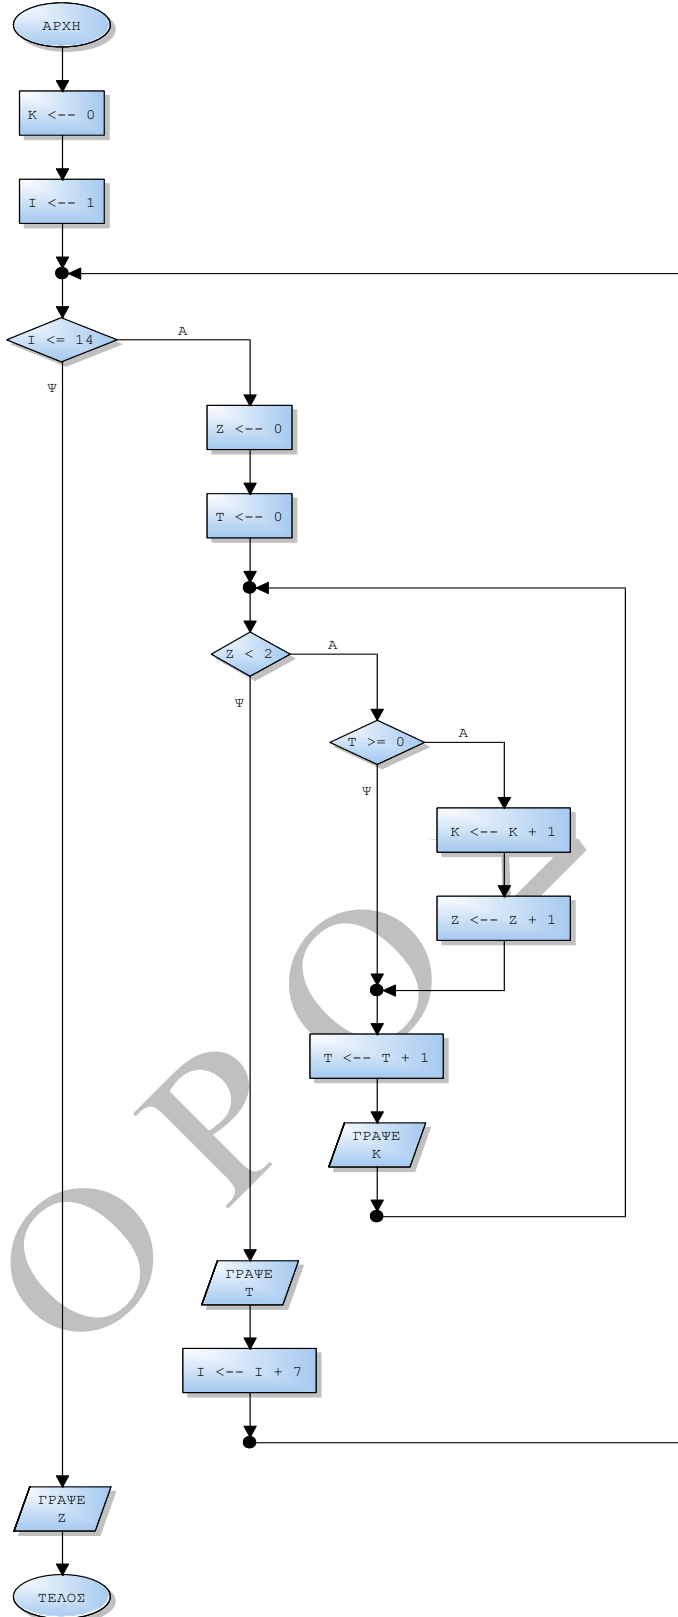 ΑΡΧΗ
K <-- 0
I <-- 1
I <= 14
Α
Ψ
Z <-- 0
T <-- 0
Z < 2
Α
Ψ
T >= 0
Α
Ψ
K <-- K + 1
Z <-- Z + 1
T <-- T + 1
ΓΡΑΨΕ
K
ΓΡΑΨΕ
T
I <-- I + 7
ΓΡΑΨΕ
Z
ΤΕΛΟΣ